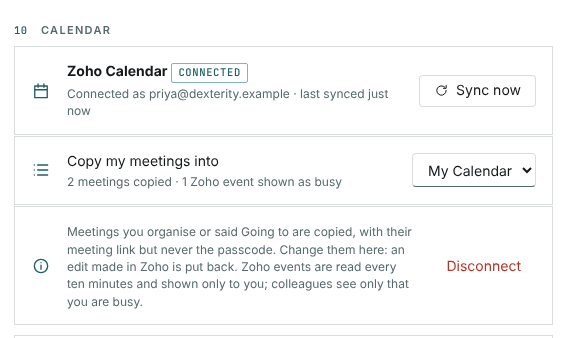 10 CALENDAR
Zoho Calendar CONNECTED
Connected as priya@dexterity.example · last synced just
now
Sync now
Copy my meetings into
2 meetings copied · 1 Zoho event shown as busy
My Calendar
Meetings you organise or said Going to are copied, with their
meeting link but never the passcode. Change them here: an
edit made in Zoho is put back. Zoho events are read every
ten minutes and shown only to you; colleagues see only that
you are busy.
Disconnect